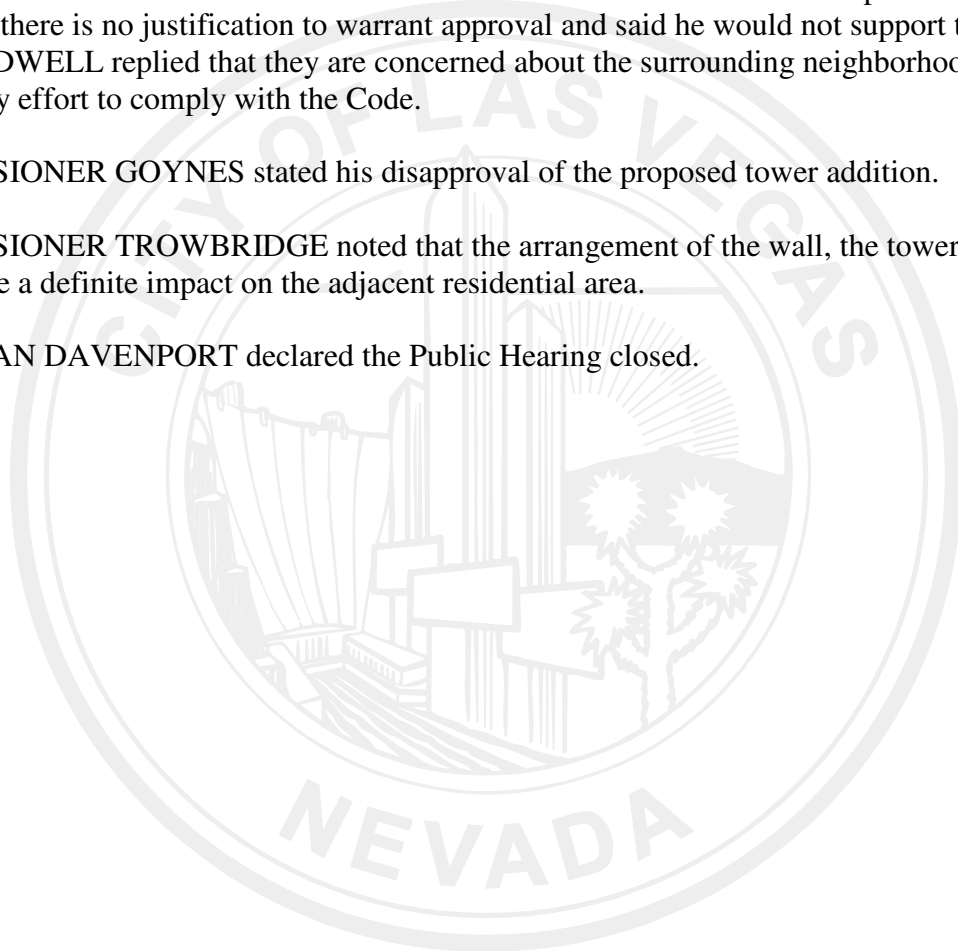 there is no justification to warrant approval and said he would not support
DWELL replied that they are concerned about the surrounding
effort to comply with the Code.
SIONER GOYNES stated his disapproval of the proposed tower addition.
SIONER TROWBRIDGE noted that the arrangement of the wall, the tower
a definite impact on the adjacent residential area.
AN DAVENPORT declared the Public Hearing closed.
CITY OF LAS VEGAS
NEVADA